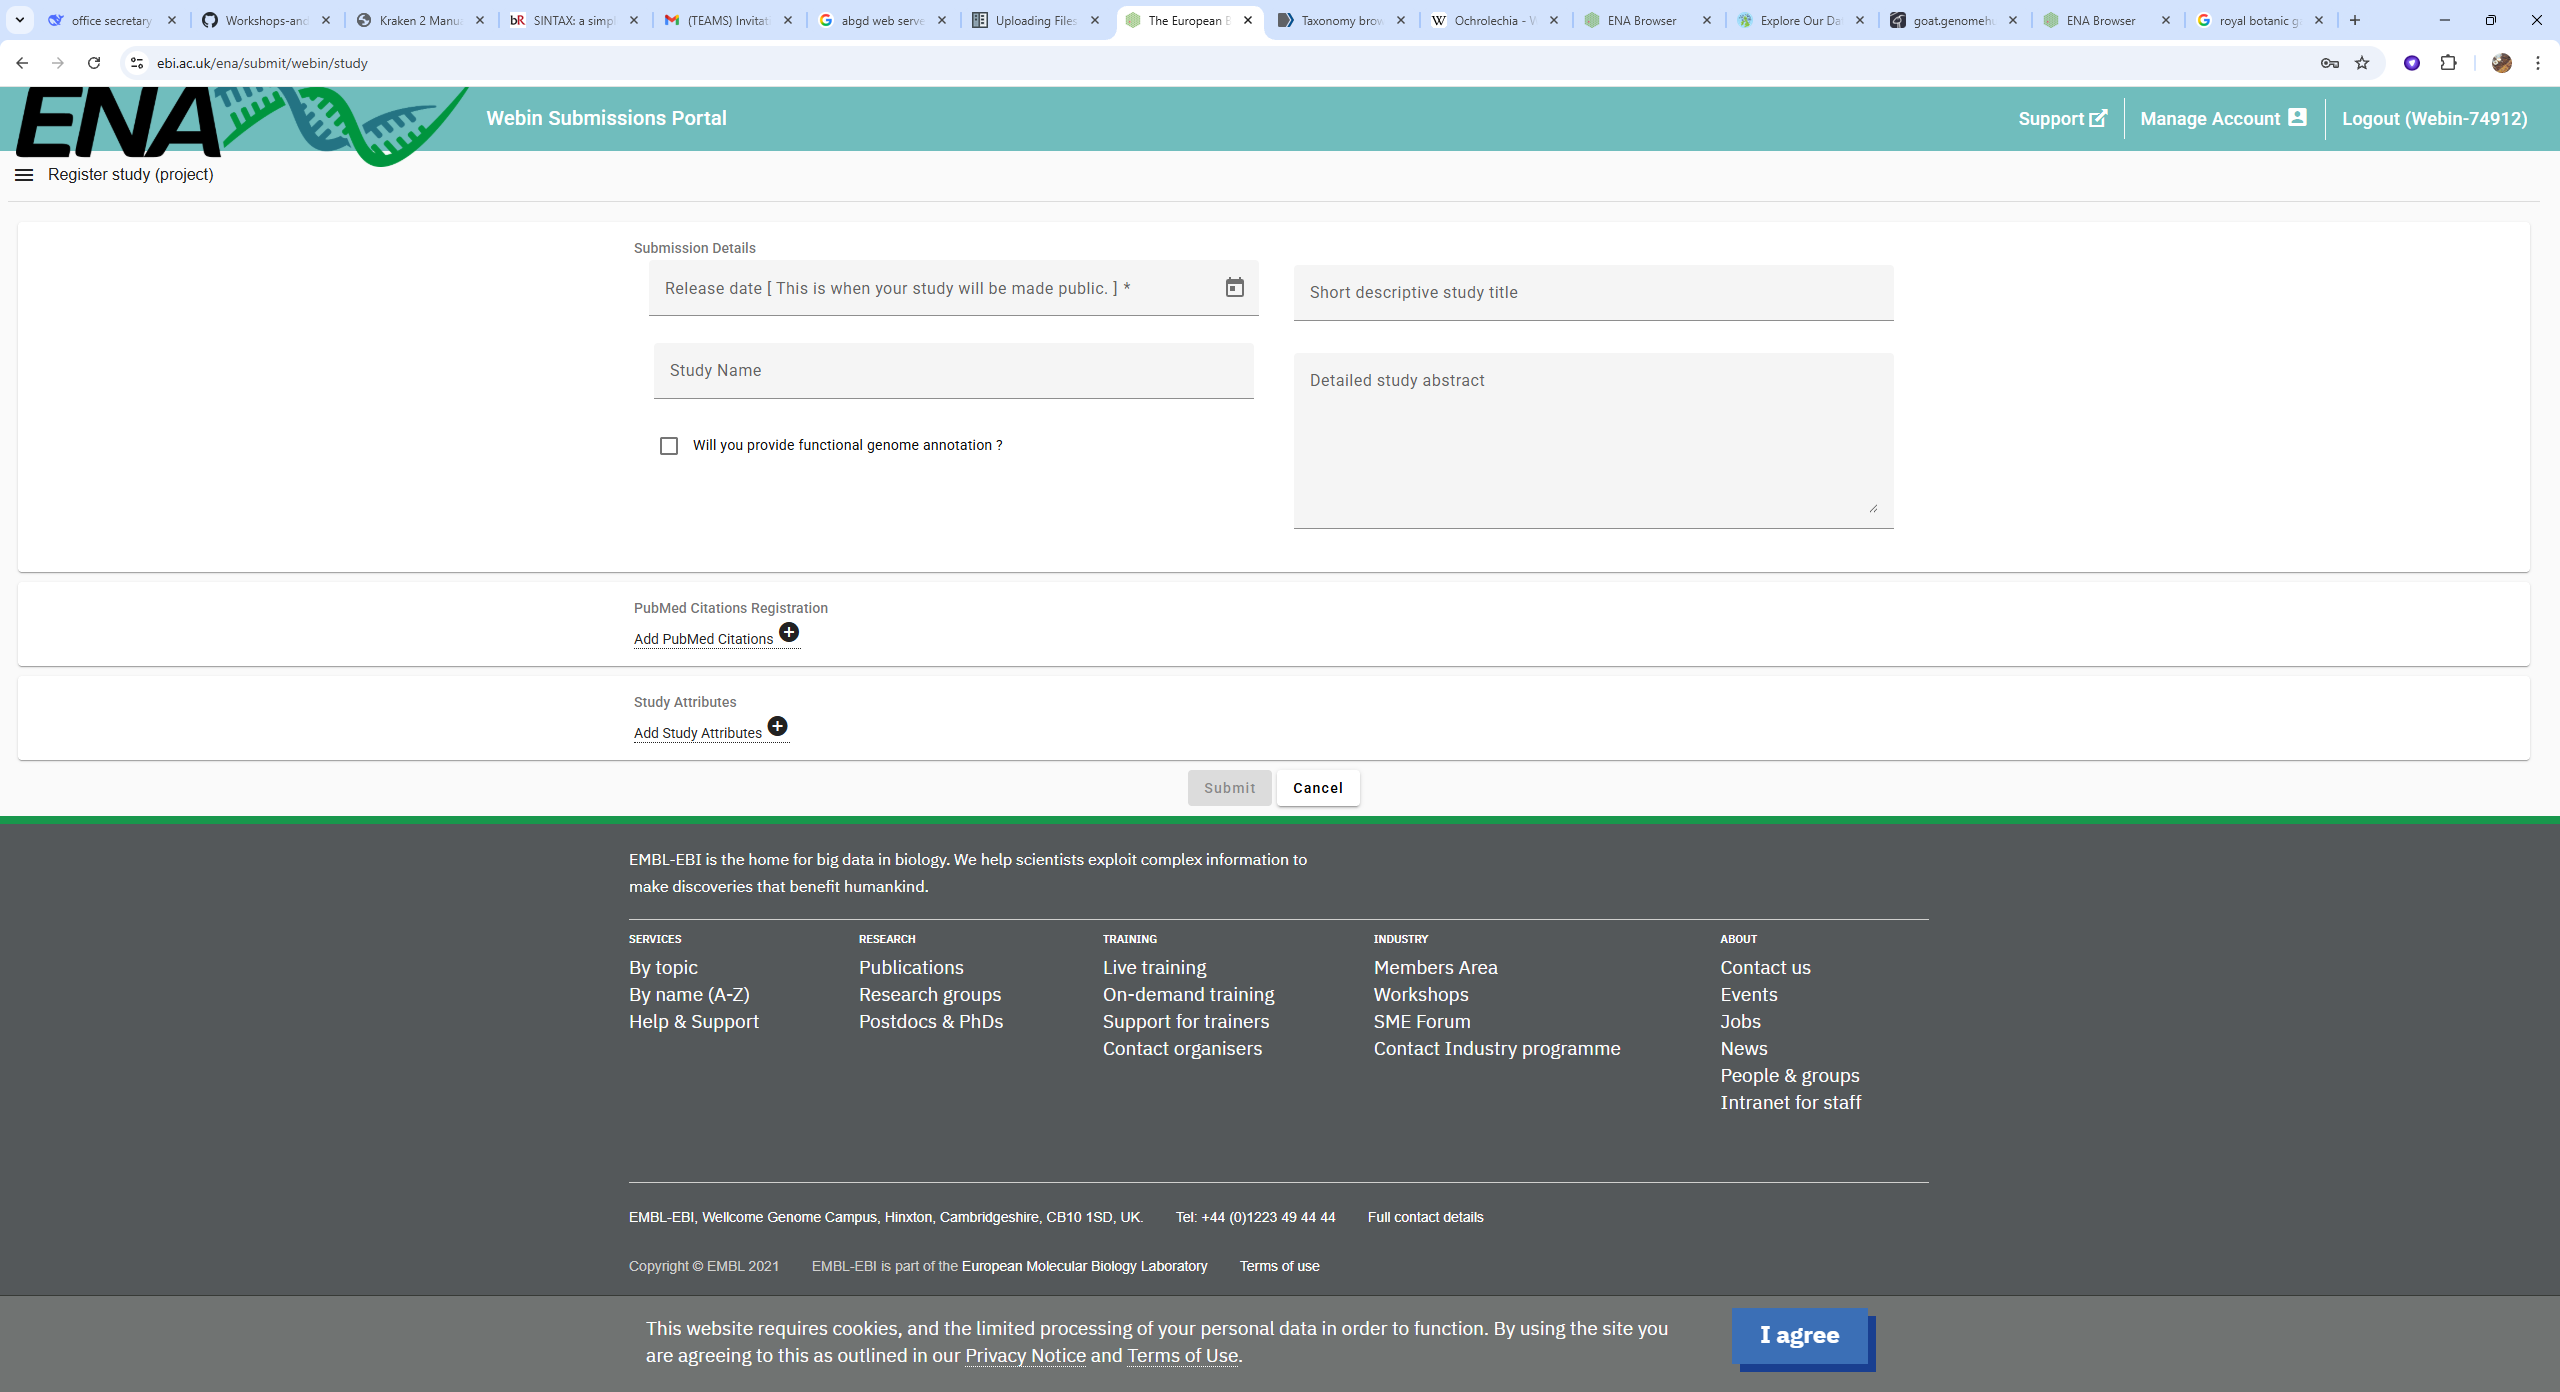 office secretary
Workshops-and
Kraken 2 Manua
bR SINTAX: a simpl
(TEAMS) Invitati
abgd web serve
Uploading Files
The European E
Taxonomy brow
W Ochrolechia - W
ENA Browser
Explore Our Da
goat.genomehu
ENA Browser
royal botanic g
ebi.ac.uk/ena/submit/webin/study
ENA
Webin Submissions Portal
Support
Manage Account
Logout (Webin-74912)
Register study (project)
Submission Details
Release date [ This is when your study will be made public. ] *
Short descriptive study title
Study Name
Detailed study abstract
Will you provide functional genome annotation ?
PubMed Citations Registration
Add PubMed Citations
Study Attributes
Add Study Attributes
Submit
Cancel
EMBL-EBI is the home for big data in biology. We help scientists exploit complex information to
make discoveries that benefit humankind.
SERVICES
By topic
By name (A-Z)
Help & Support
RESEARCH
Publications
Research groups
Postdocs & PhDs
TRAINING
Live training
On-demand training
Support for trainers
Contact organisers
INDUSTRY
Members Area
Workshops
SME Forum
Contact Industry programme
ABOUT
Contact us
Events
Jobs
News
People & groups
Intranet for staff
EMBL-EBI, Wellcome Genome Campus, Hinxton, Cambridgeshire, CB10 1SD, UK. Tel: +44 (0)1223 49 44 44 Full contact details
Copyright © EMBL 2021 EMBL-EBI is part of the European Molecular Biology Laboratory Terms of use
This website requires cookies, and the limited processing of your personal data in order to function. By using the site you
are agreeing to this as outlined in our Privacy Notice and Terms of Use.
I agree